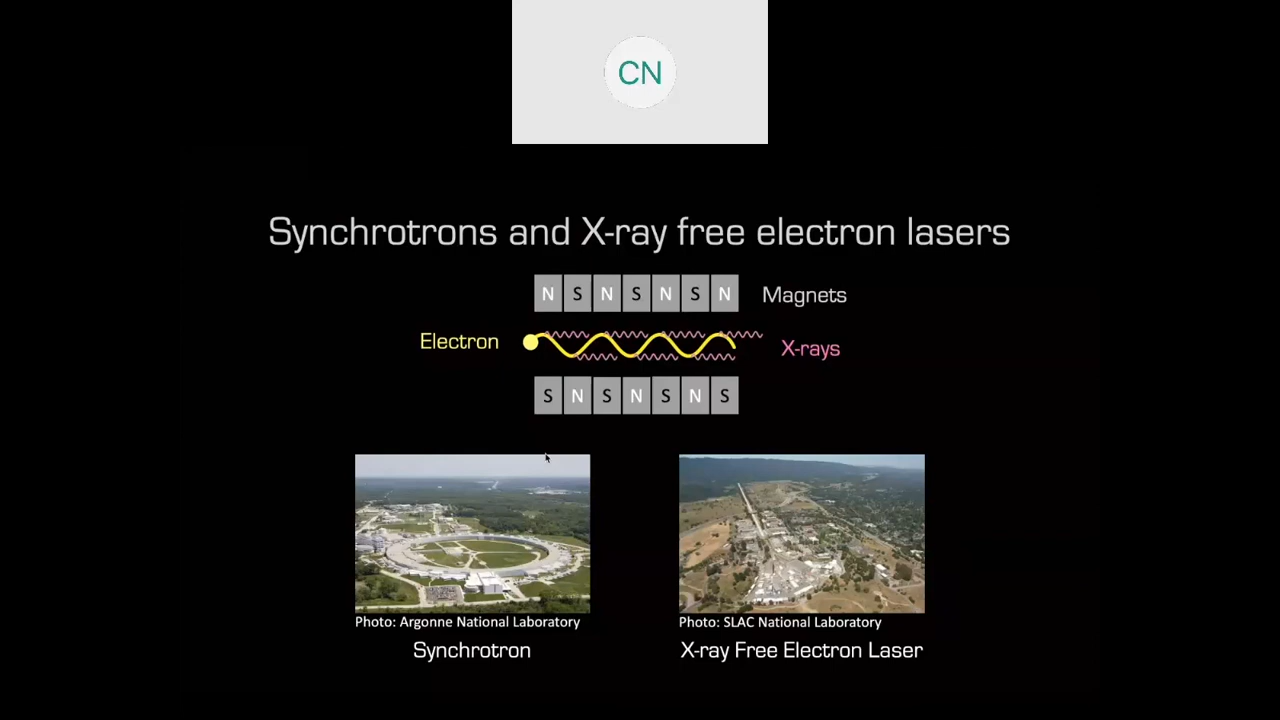 CN
Synchrotrons and X-ray free electron lasers
N S N S N S N Magnets
Electron X-rays
S N S N S N S
Photo: Argonne National Laboratory
Synchrotron
Photo: SLAC National Laboratory
X-ray Free Electron Laser